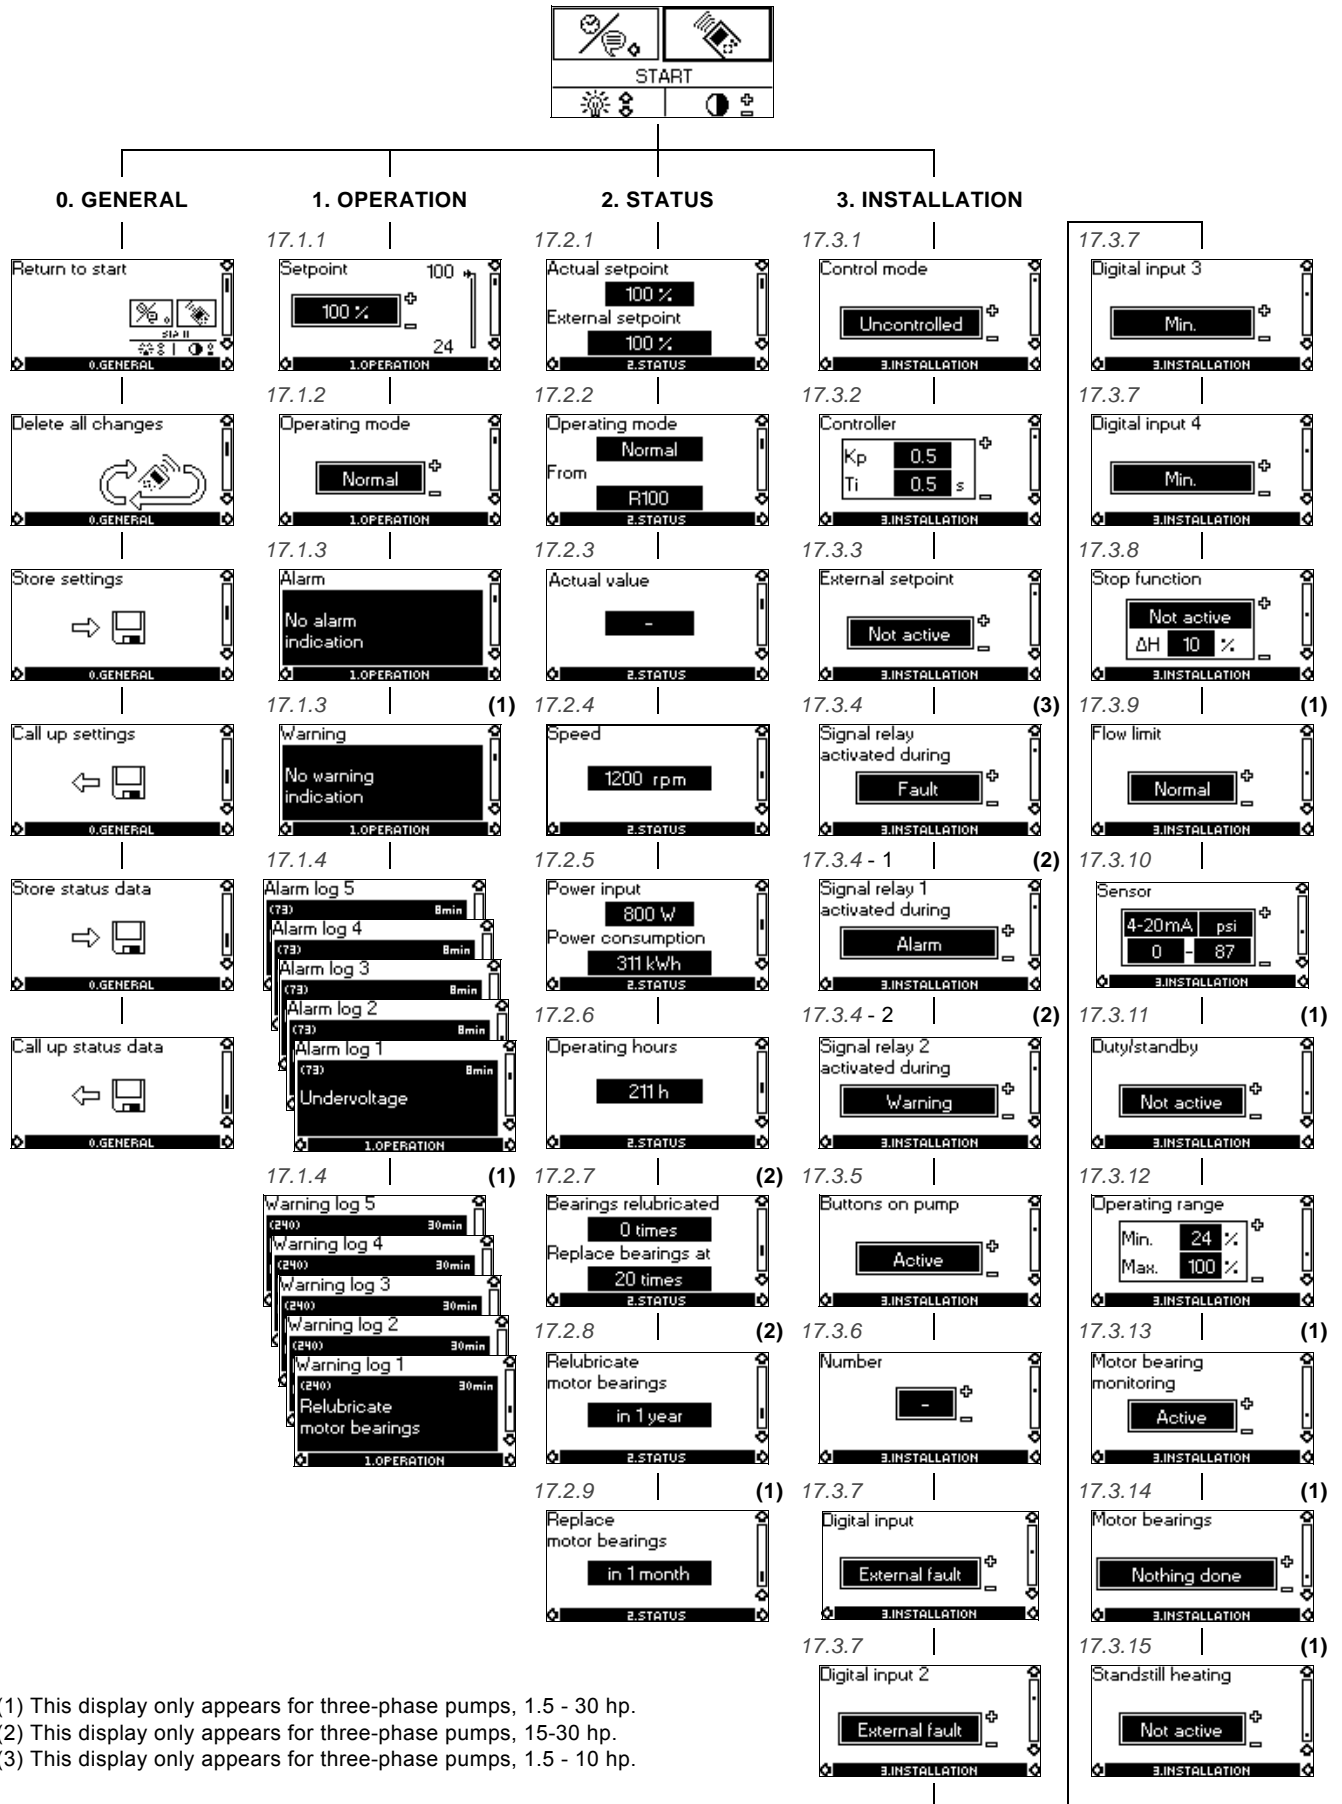 START
0. GENERAL
1. OPERATION
2. STATUS
3. INSTALLATION
Return to start
START
0.GENERAL
Delete all changes
0.GENERAL
Store settings
0.GENERAL
Call up settings
0.GENERAL
Store status data
0.GENERAL
Call up status data
0.GENERAL
17.1.1
Setpoint
100
100 %
24
1.OPERATION
17.1.2
Operating mode
Normal
1.OPERATION
17.1.3
Alarm
No alarm
indication
1.OPERATION
17.1.3
(1)
Warning
No warning
indication
1.OPERATION
17.1.4
Alarm log 5
(73) 8min
Alarm log 4
(73) 8min
Alarm log 3
(73) 8min
Alarm log 2
(73) 8min
Alarm log 1
(73) 8min
Undervoltage
1.OPERATION
17.1.4
(1)
Warning log 5
(240) 30min
Warning log 4
(240) 30min
Warning log 3
(240) 30min
Warning log 2
(240) 30min
Warning log 1
(240) 30min
Relubricate
motor bearings
1.OPERATION
17.2.1
Actual setpoint
100 %
External setpoint
100 %
2.STATUS
17.2.2
Operating mode
Normal
From
R100
2.STATUS
17.2.3
Actual value
-
2.STATUS
17.2.4
Speed
1200 rpm
2.STATUS
17.2.5
Power input
800 W
Power consumption
311 kWh
2.STATUS
17.2.6
Operating hours
211 h
2.STATUS
17.2.7
(2)
Bearings relubricated
0 times
Replace bearings at
20 times
2.STATUS
17.2.8
(2)
Relubricate
motor bearings
in 1 year
2.STATUS
17.2.9
(1)
Replace
motor bearings
in 1 month
2.STATUS
17.3.1
Control mode
Uncontrolled
3.INSTALLATION
17.3.2
Controller
Kp 0.5
Ti 0.5 s
3.INSTALLATION
17.3.3
External setpoint
Not active
3.INSTALLATION
17.3.4
(3)
Signal relay
activated during
Fault
3.INSTALLATION
17.3.4 - 1
(2)
Signal relay 1
activated during
Alarm
3.INSTALLATION
17.3.4 - 2
(2)
Signal relay 2
activated during
Warning
3.INSTALLATION
17.3.5
Buttons on pump
Active
3.INSTALLATION
17.3.6
Number
-
3.INSTALLATION
17.3.7
Digital input
External fault
3.INSTALLATION
17.3.7
Digital input 2
External fault
3.INSTALLATION
17.3.7
Digital input 3
Min.
3.INSTALLATION
17.3.7
Digital input 4
Min.
3.INSTALLATION
17.3.8
Stop function
Not active
ΔH 10 %
3.INSTALLATION
17.3.9
(1)
Flow limit
Normal
3.INSTALLATION
17.3.10
Sensor
4-20mA psi
0 - 87
3.INSTALLATION
17.3.11
(1)
Duty/standby
Not active
3.INSTALLATION
17.3.12
Operating range
Min. 24 %
Max. 100 %
3.INSTALLATION
17.3.13
(1)
Motor bearing
monitoring
Active
3.INSTALLATION
17.3.14
(1)
Motor bearings
Nothing done
3.INSTALLATION
17.3.15
(1)
Standstill heating
Not active
3.INSTALLATION
(1) This display only appears for three-phase pumps, 1.5 - 30 hp.
(2) This display only appears for three-phase pumps, 15-30 hp.
(3) This display only appears for three-phase pumps, 1.5 - 10 hp.